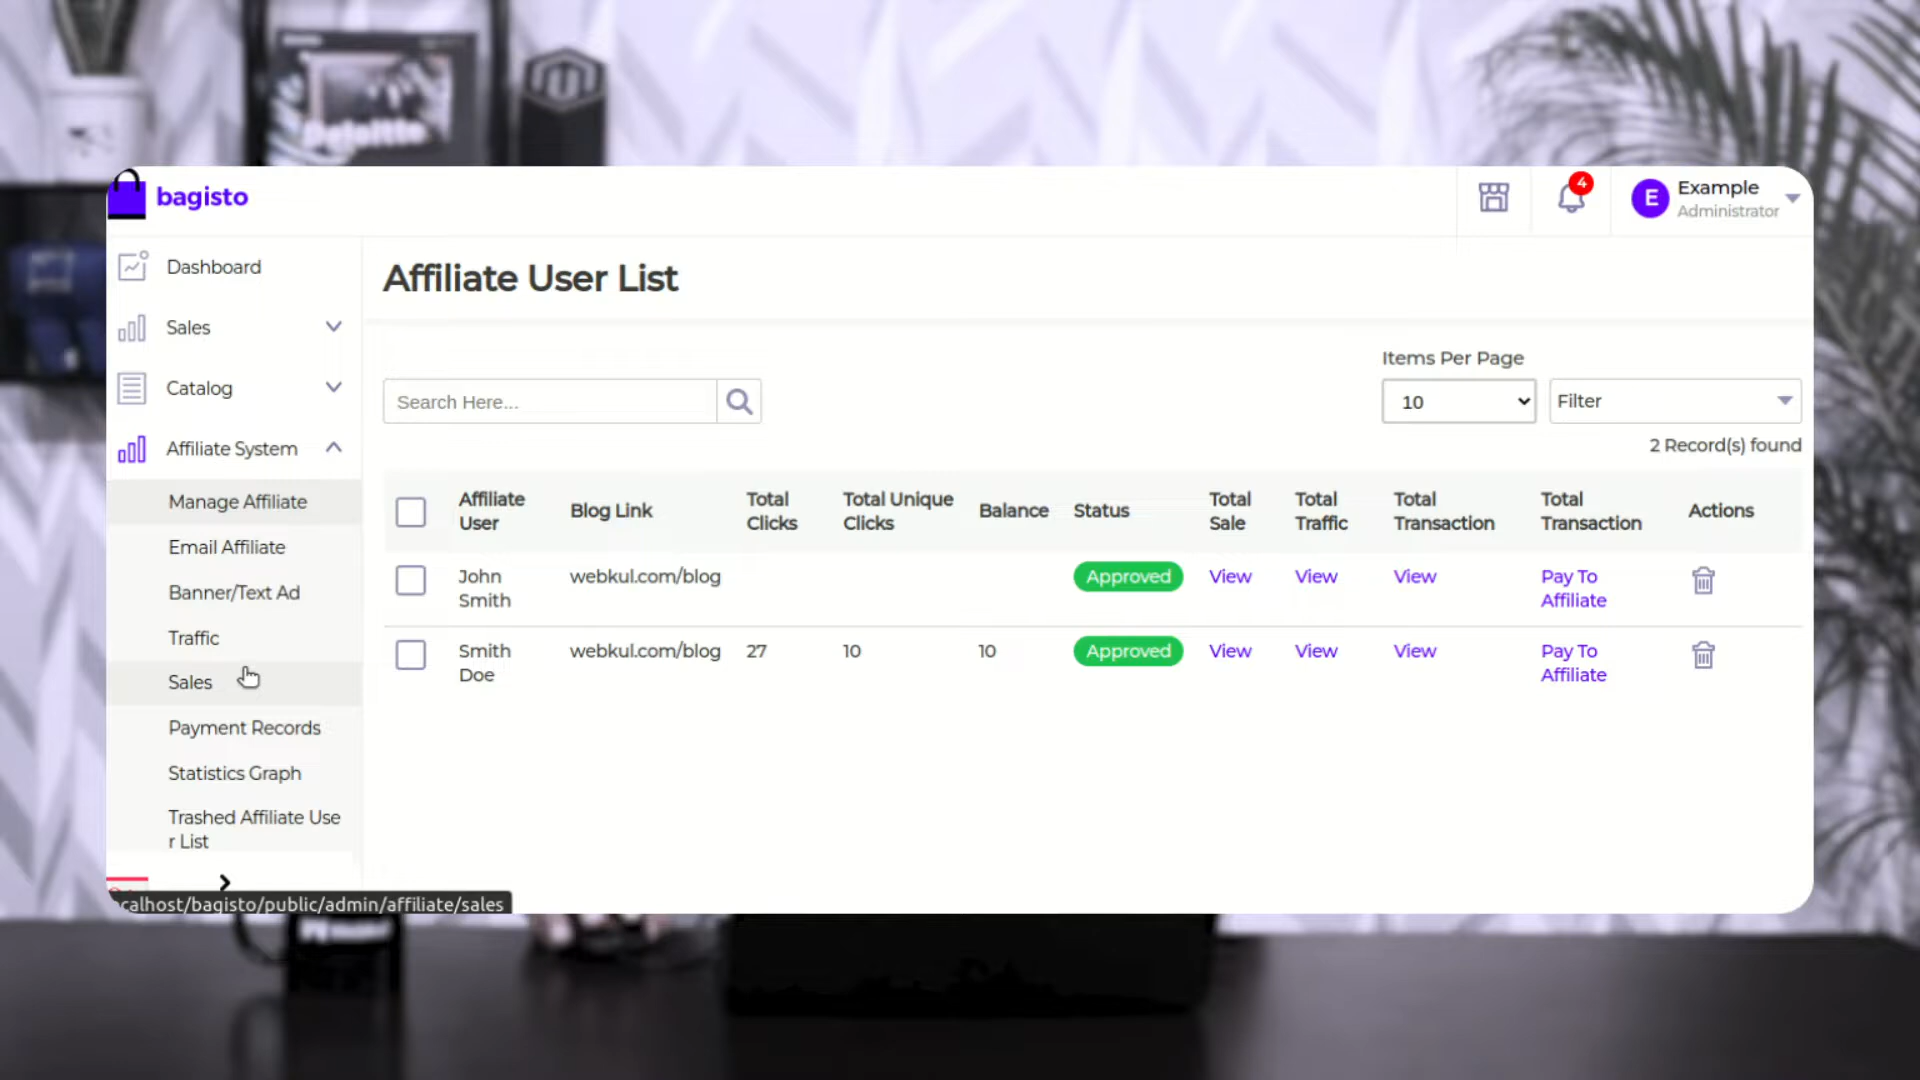 Deloitte
bagisto
4
E
Example
Administrator
Dashboard
Sales
Catalog
Affiliate System
Manage Affiliate
Email Affiliate
Banner/Text Ad
Traffic
Sales
Payment Records
Statistics Graph
Trashed Affiliate Use
r List
Affiliate User List
Search Here...
Items Per Page
10
Filter
2 Record(s) found
Affiliate User
Blog Link
Total Clicks
Total Unique Clicks
Balance
Status
Total Sale
Total Traffic
Total Transaction
Total Transaction
Actions
John Smith
webkul.com/blog
Approved
View
View
View
Pay To Affiliate
Smith Doe
webkul.com/blog
27
10
10
Approved
View
View
View
Pay To Affiliate
ocalhost/bagisto/public/admin/affiliate/sales